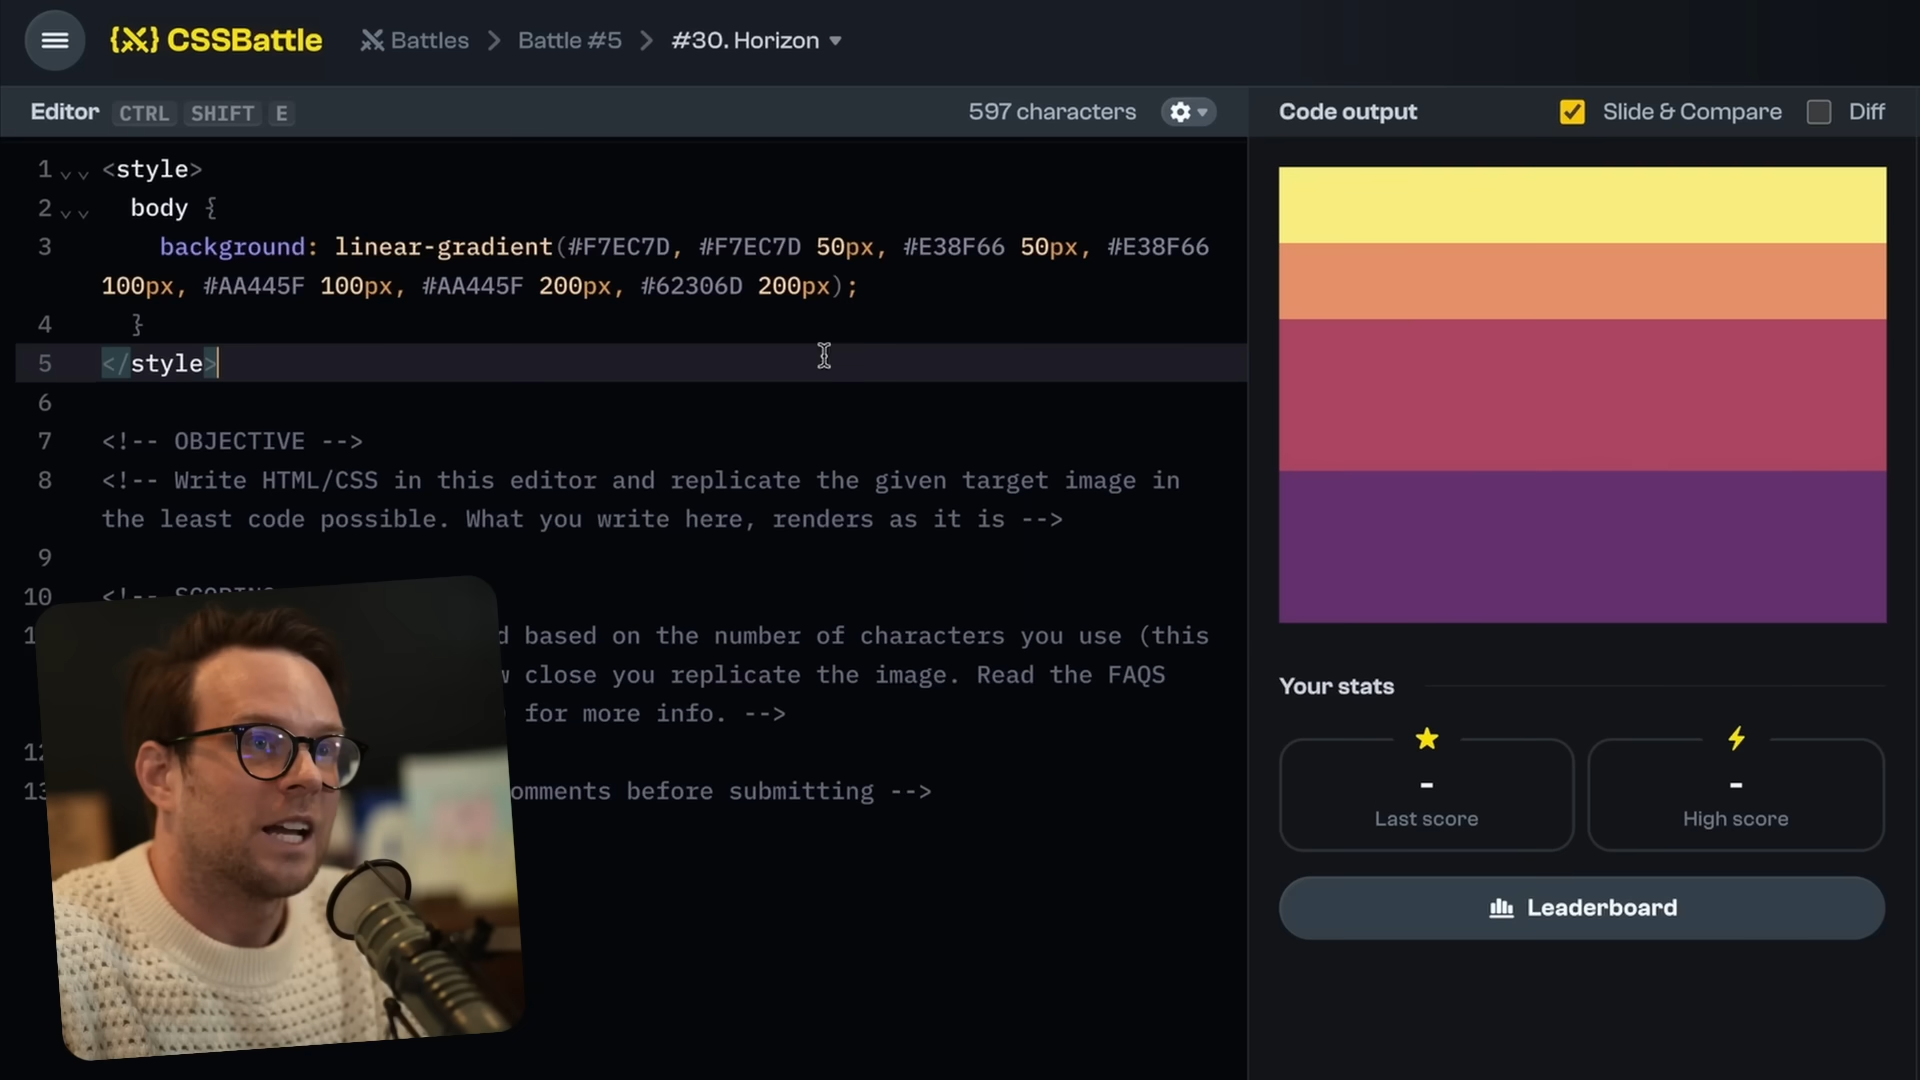 {X} CSSBattle
Battles > Battle #5 > #30. Horizon
Editor CTRL SHIFT E
597 characters
Code output
Slide & Compare
Diff
1 <style>
2 body {
3 background: linear-gradient(#F7EC7D, #F7EC7D 50px, #E38F66 50px, #E38F66
100px, #AA445F 100px, #AA445F 200px, #62306D 200px);
4 }
5 </style>
6
7 <!-- OBJECTIVE -->
8 <!-- Write HTML/CSS in this editor and replicate the given target image in
the least code possible. What you write here, renders as it is -->
9
10 <!-- SCORING
based on the number of characters you use (this
close you replicate the image. Read the FAQS
for more info. -->
12
13 omments before submitting -->
Your stats
-
Last score
-
High score
Leaderboard